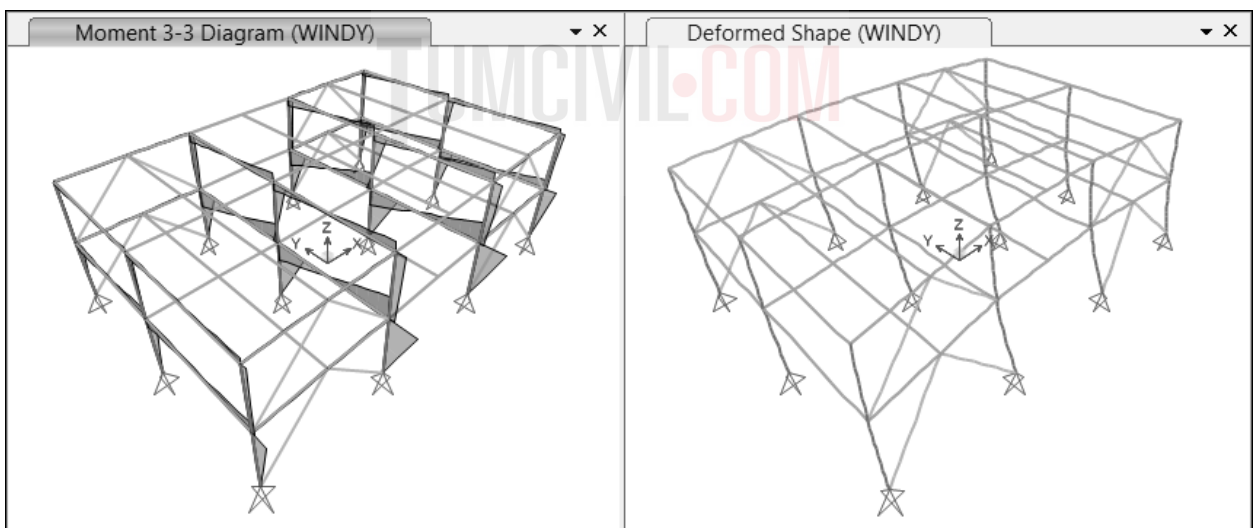 Moment 3-3 Diagram (WINDY)
Deformed Shape (WINDY)
TUMCIVIL•COM
Z
Y
X
Z
Y
X